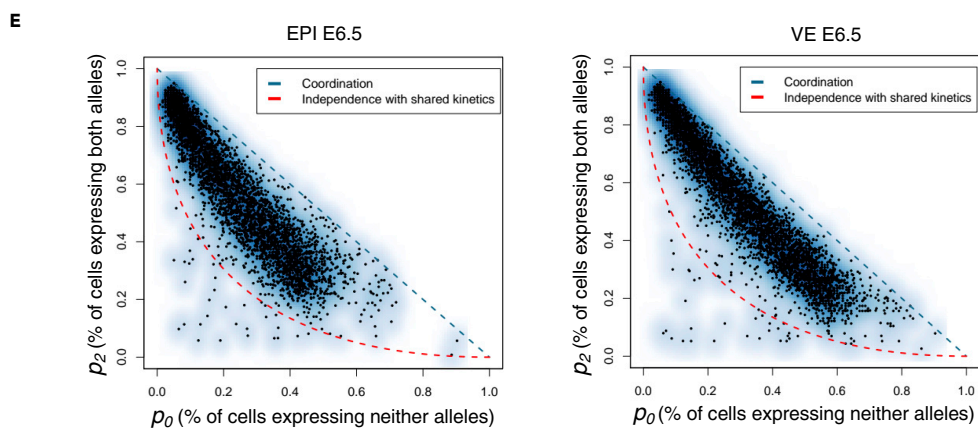 E
EPI E6.5
p2 (% of cells expressing both alleles)
1.0
0.8
0.6
0.4
0.2
0.0
Coordination
Independence with shared kinetics
0.0 0.2 0.4 0.6 0.8 1.0
p0 (% of cells expressing neither alleles)
VE E6.5
p2 (% of cells expressing both alleles)
1.0
0.8
0.6
0.4
0.2
0.0
Coordination
Independence with shared kinetics
0.0 0.2 0.4 0.6 0.8 1.0
p0 (% of cells expressing neither alleles)